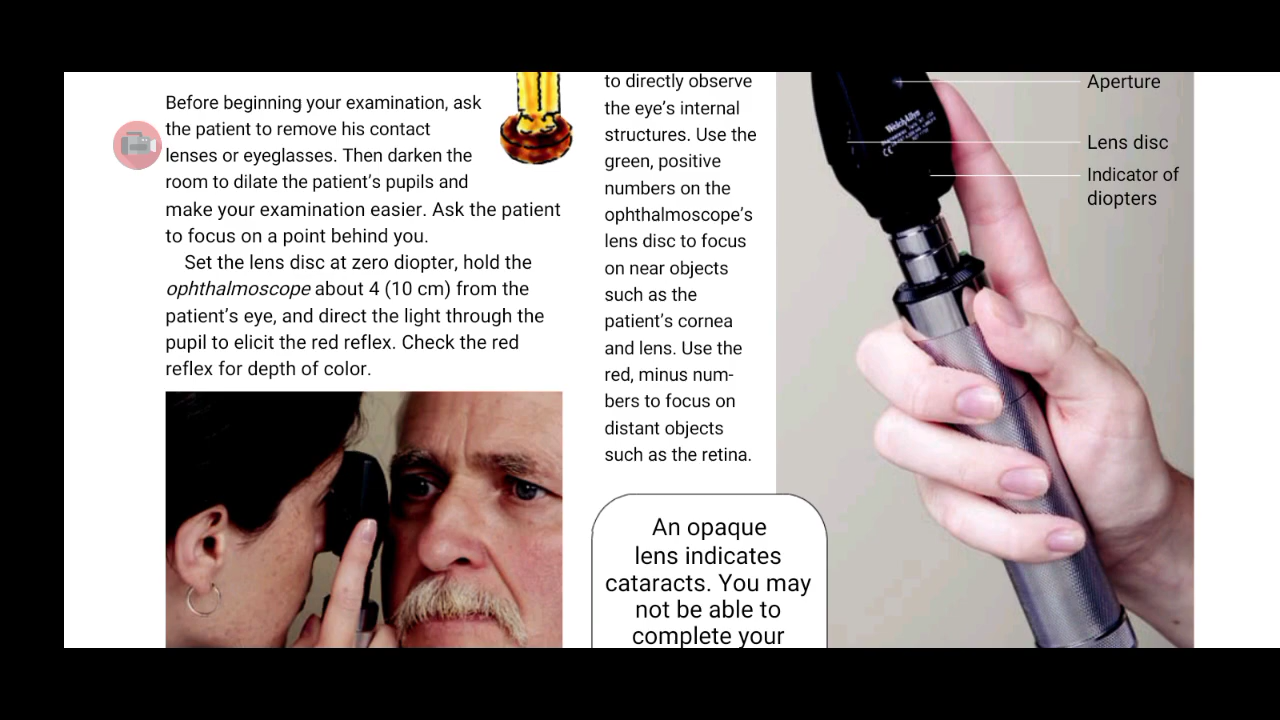 Before beginning your examination, ask
the patient to remove his contact
lenses or eyeglasses. Then darken the
room to dilate the patient's pupils and
make your examination easier. Ask the patient
to focus on a point behind you.
Set the lens disc at zero diopter, hold the
ophthalmoscope about 4 (10 cm) from the
patient's eye, and direct the light through the
pupil to elicit the red reflex. Check the red
reflex for depth of color.
to directly observe
the eye's internal
structures. Use the
green, positive
numbers on the
ophthalmoscope's
lens disc to focus
on near objects
such as the
patient's cornea
and lens. Use the
red, minus num-
bers to focus on
distant objects
such as the retina.
An opaque
lens indicates
cataracts. You may
not be able to
complete your
Aperture
Lens disc
Indicator of
diopters
WelchAllyn